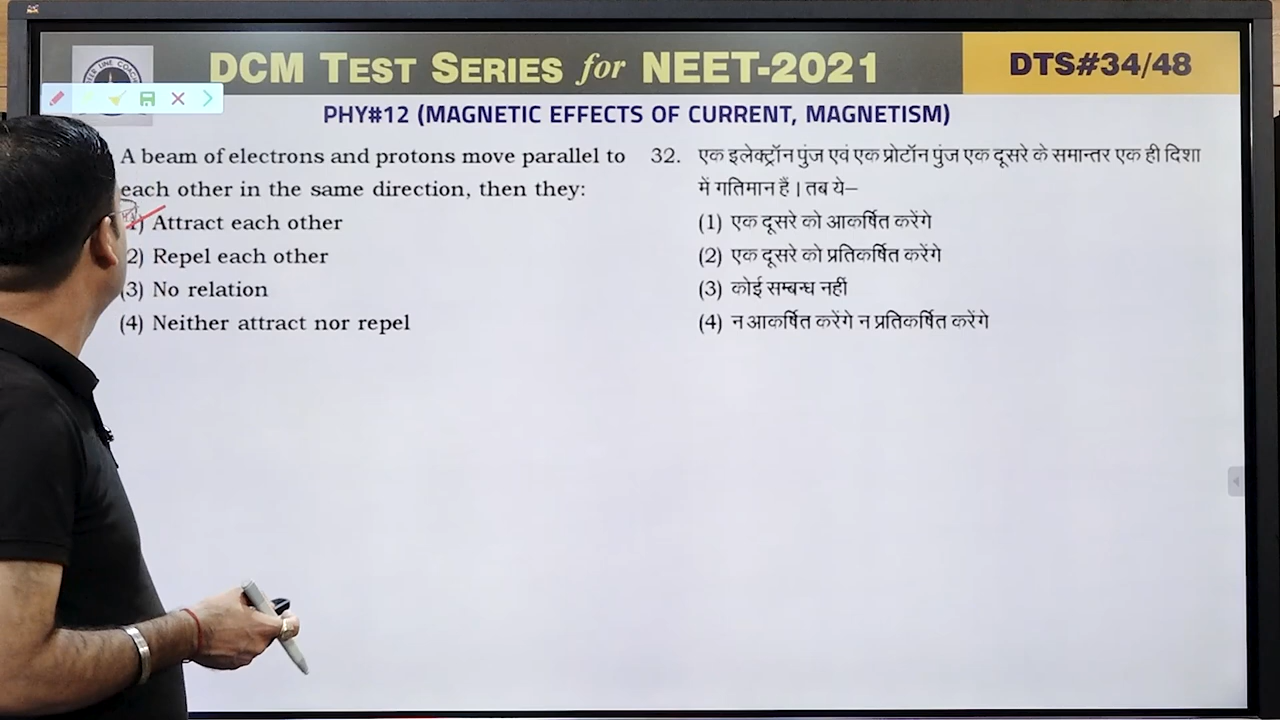 DCM TEST SERIES for NEET-2021
DTS#34/48
PHY#12 (MAGNETIC EFFECTS OF CURRENT, MAGNETISM)
A beam of electrons and protons move parallel to
each other in the same direction, then they:
Attract each other
2) Repel each other
(3) No relation
(4) Neither attract nor repel
32. एक इलेक्ट्रॉन पुंज एवं एक प्रोटॉन पुंज एक दूसरे के समान्तर एक ही दिशा
में गतिमान हैं। तब ये–
(1) एक दूसरे को आकर्षित करेंगे
(2) एक दूसरे को प्रतिकर्षित करेंगे
(3) कोई सम्बन्ध नहीं
(4) न आकर्षित करेंगे न प्रतिकर्षित करेंगे